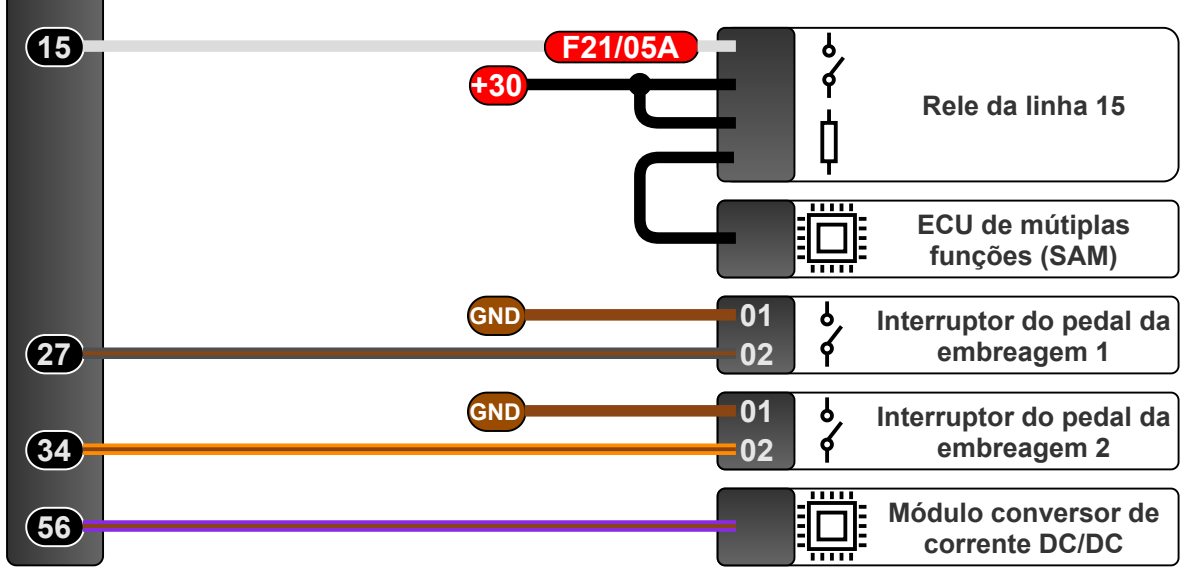 15
F21/05A
+30
Rele da linha 15
ECU de mútiplas
funções (SAM)
GND
01
Interruptor do pedal da
27
02
embreagem 1
GND
01
Interruptor do pedal da
34
02
embreagem 2
56
Módulo conversor de
corrente DC/DC